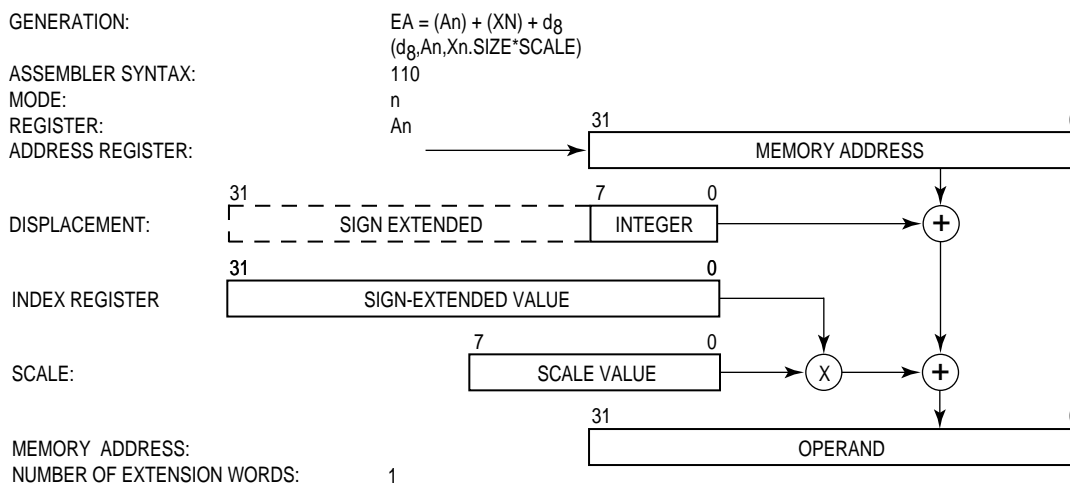 GENERATION: EA = (An) + (XN) + d8
(d8,An,Xn.SIZE*SCALE)
ASSEMBLER SYNTAX: 110
MODE: n
REGISTER: An
31 0
ADDRESS REGISTER: MEMORY ADDRESS
31 7 0
DISPLACEMENT: SIGN EXTENDED INTEGER +
31 0
INDEX REGISTER SIGN-EXTENDED VALUE
7 0
SCALE: SCALE VALUE X +
31 0
MEMORY ADDRESS: OPERAND
NUMBER OF EXTENSION WORDS: 1